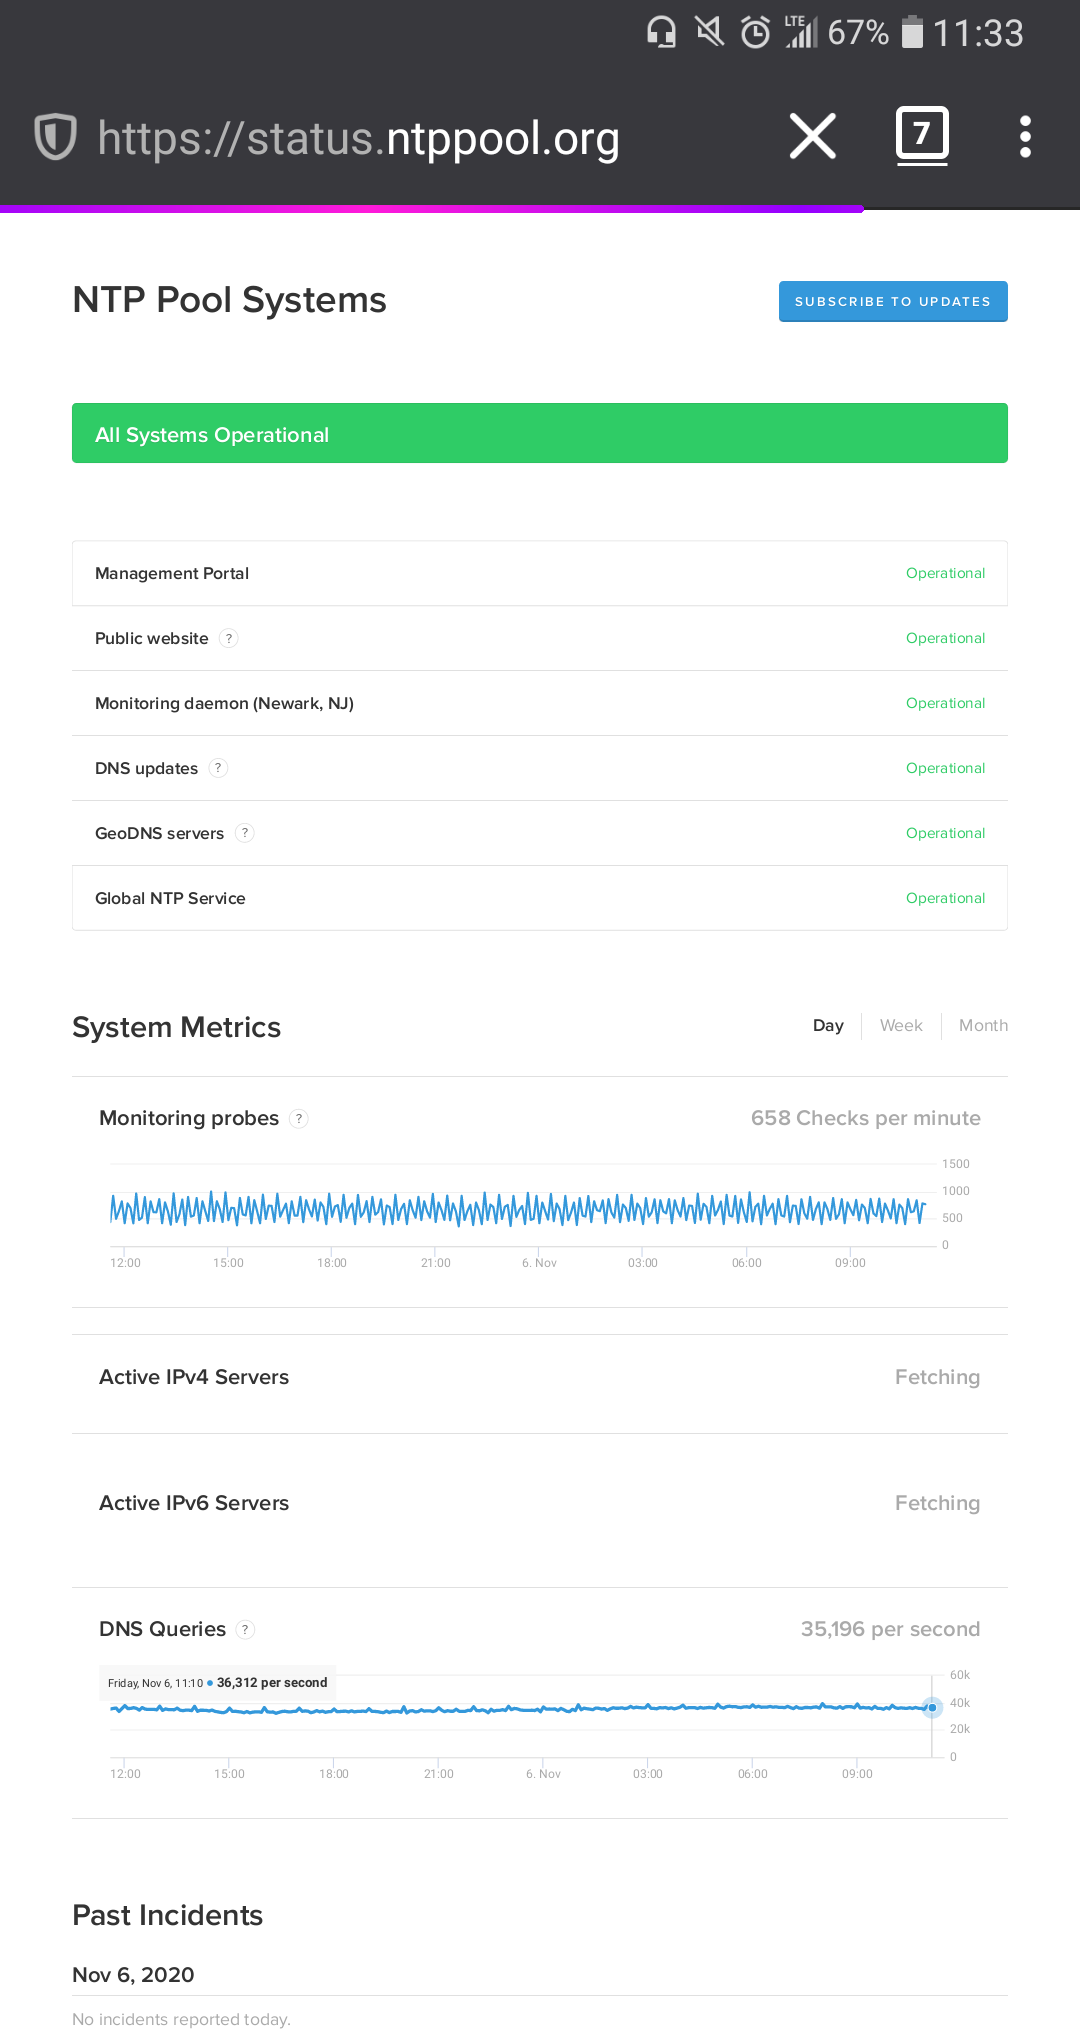 LTE 67% 11:33
https://status.ntppool.org 7
NTP Pool Systems
SUBSCRIBE TO UPDATES
All Systems Operational
Management Portal Operational
Public website ? Operational
Monitoring daemon (Newark, NJ) Operational
DNS updates ? Operational
GeoDNS servers ? Operational
Global NTP Service Operational
System Metrics Day Week Month
Monitoring probes ? 658 Checks per minute
1500
1000
500
0
12:00 15:00 18:00 21:00 6. Nov 03:00 06:00 09:00
Active IPv4 Servers Fetching
Active IPv6 Servers Fetching
DNS Queries ? 35,196 per second
Friday, Nov 6, 11:10 ● 36,312 per second
60k
40k
20k
0
12:00 15:00 18:00 21:00 6. Nov 03:00 06:00 09:00
Past Incidents
Nov 6, 2020
No incidents reported today.